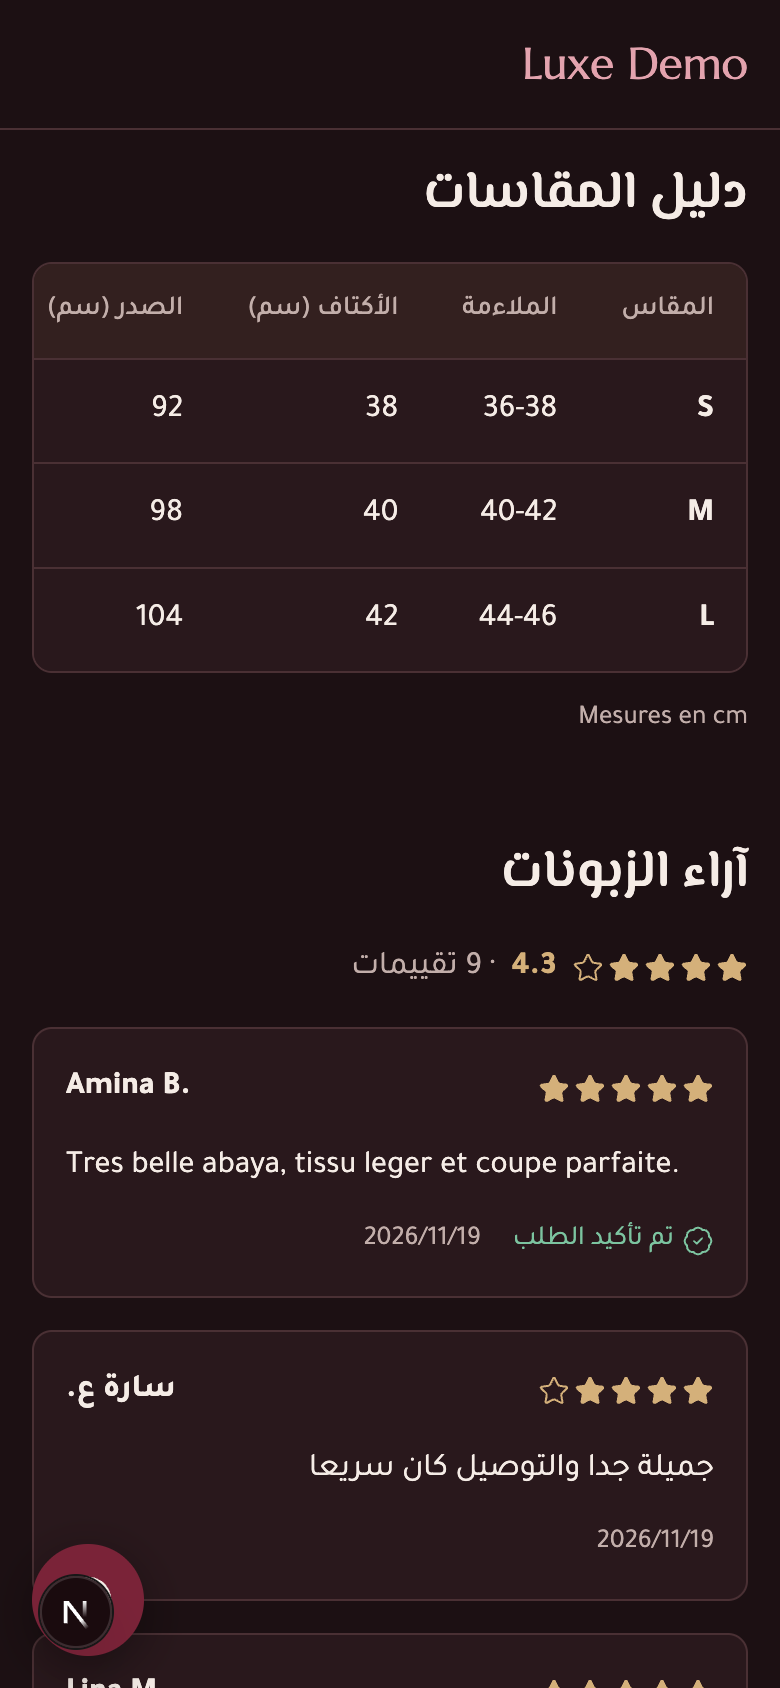 Luxe Demo
دليل المقاسات
المقاس الملاءمة الأكتاف (سم) الصدر (سم)
S 36-38 38 92
M 40-42 40 98
L 44-46 42 104
Mesures en cm
آراء الزبونات
4.3 · 9 تقييمات
Amina B.
Tres belle abaya, tissu leger et coupe parfaite.
تم تأكيد الطلب 2026/11/19
سارة ع.
جميلة جدا والتوصيل كان سريعا
2026/11/19
N